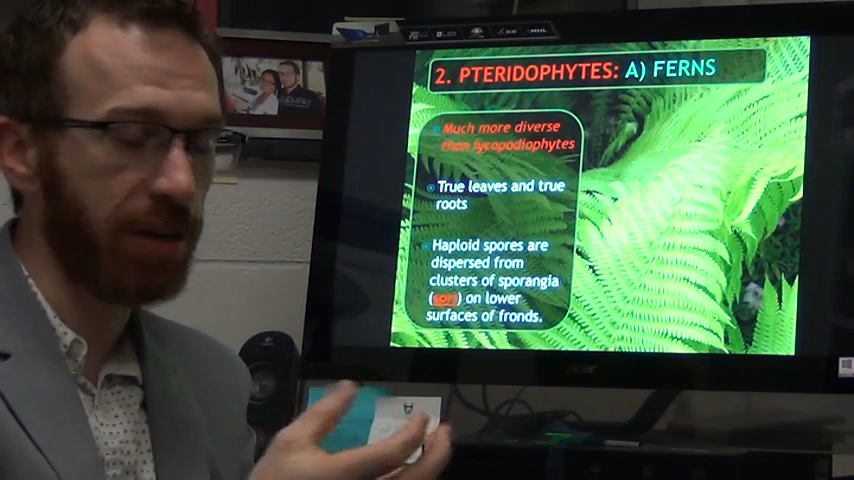 2. PTERIDOPHYTES: A) FERNS
Much more diverse
than lycopodiophytes
True leaves and true
roots
Haploid spores are
dispersed from
clusters of sporangia
(sori) on lower
surfaces of fronds.
acer